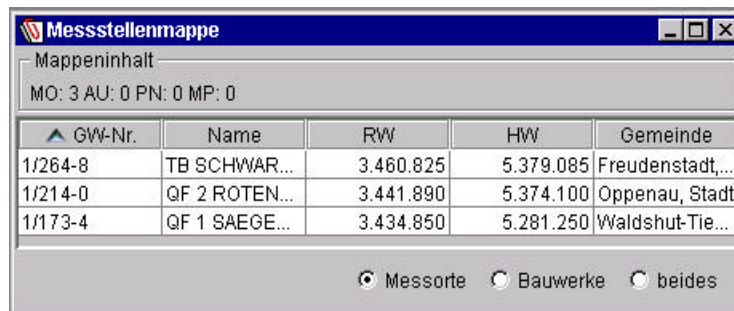 Messstellenmappe
Mappeninhalt
MO: 3 AU: 0 PN: 0 MP: 0
GW-Nr. Name RW HW Gemeinde
1/264-8 TB SCHWAR... 3.460.825 5.379.085 Freudenstadt,...
1/214-0 QF 2 ROTEN... 3.441.890 5.374.100 Oppenau, Stadt
1/173-4 QF 1 SAEGE... 3.434.850 5.281.250 Waldshut-Tie...
Messorte Bauwerke beides